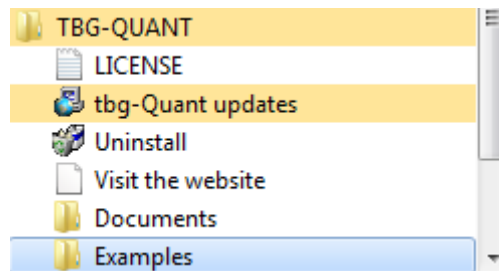 TBG-QUANT
LICENSE
tbg-Quant updates
Uninstall
Visit the website
Documents
Examples